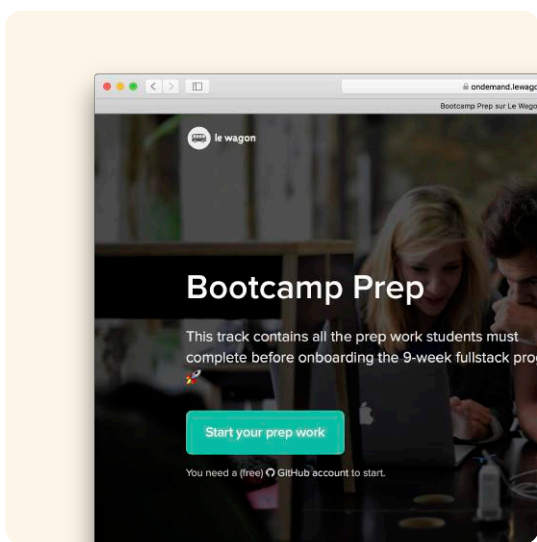 ondemand.lewago
Bootcamp Prep sur Le Wago
le wagon
Bootcamp Prep
This track contains all the prep work students must
complete before onboarding the 9-week fullstack pro
Start your prep work
You need a (free) GitHub account to start.